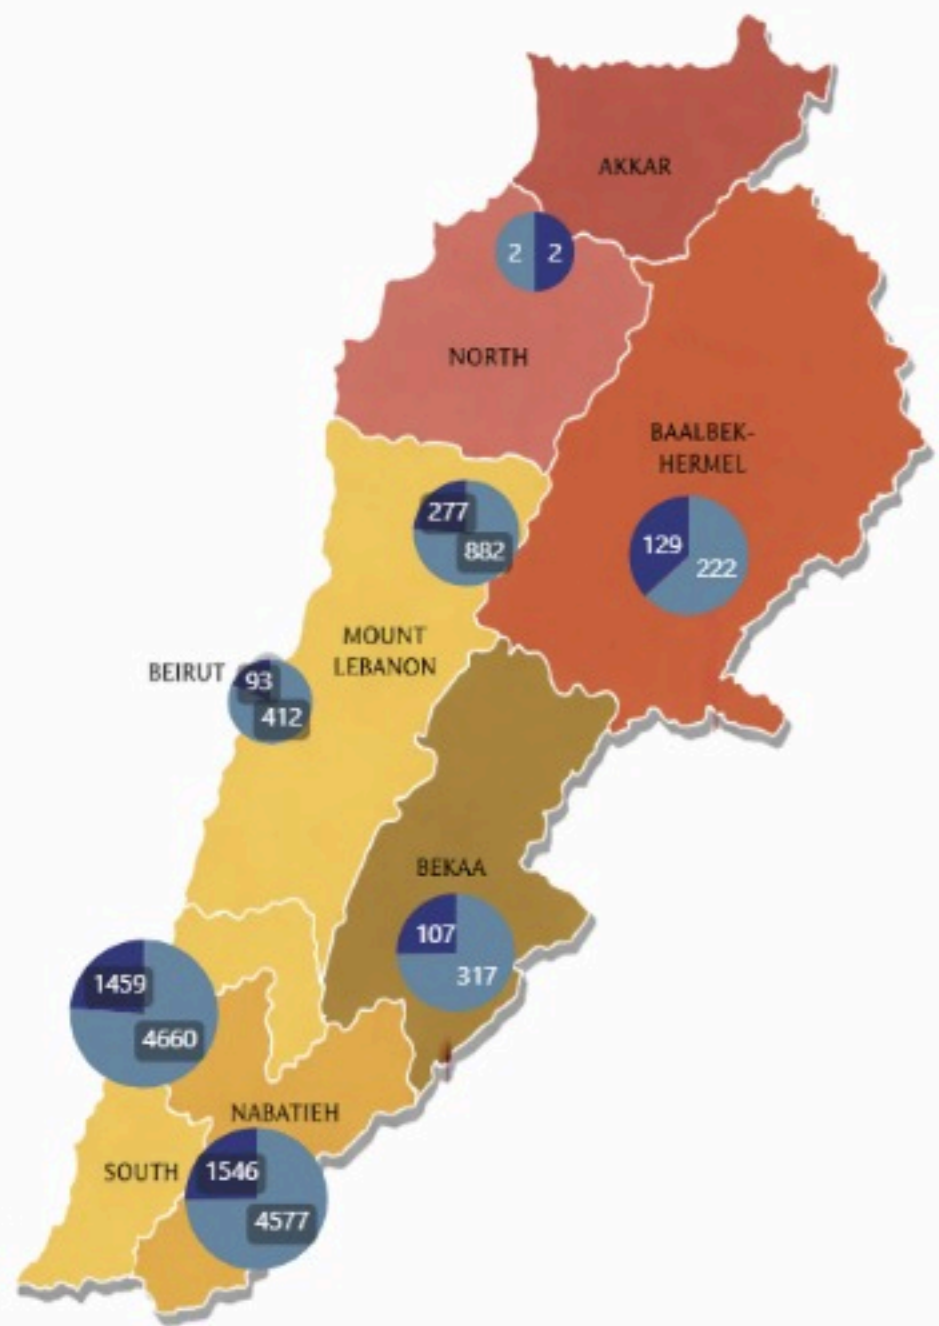 AKKAR
2 2
NORTH
BAALBEK-
HERMEL
277
882
129
222
MOUNT
LEBANON
BEIRUT
93
412
BEKAA
107
317
1459
4660
NABATIEH
SOUTH
1546
4577